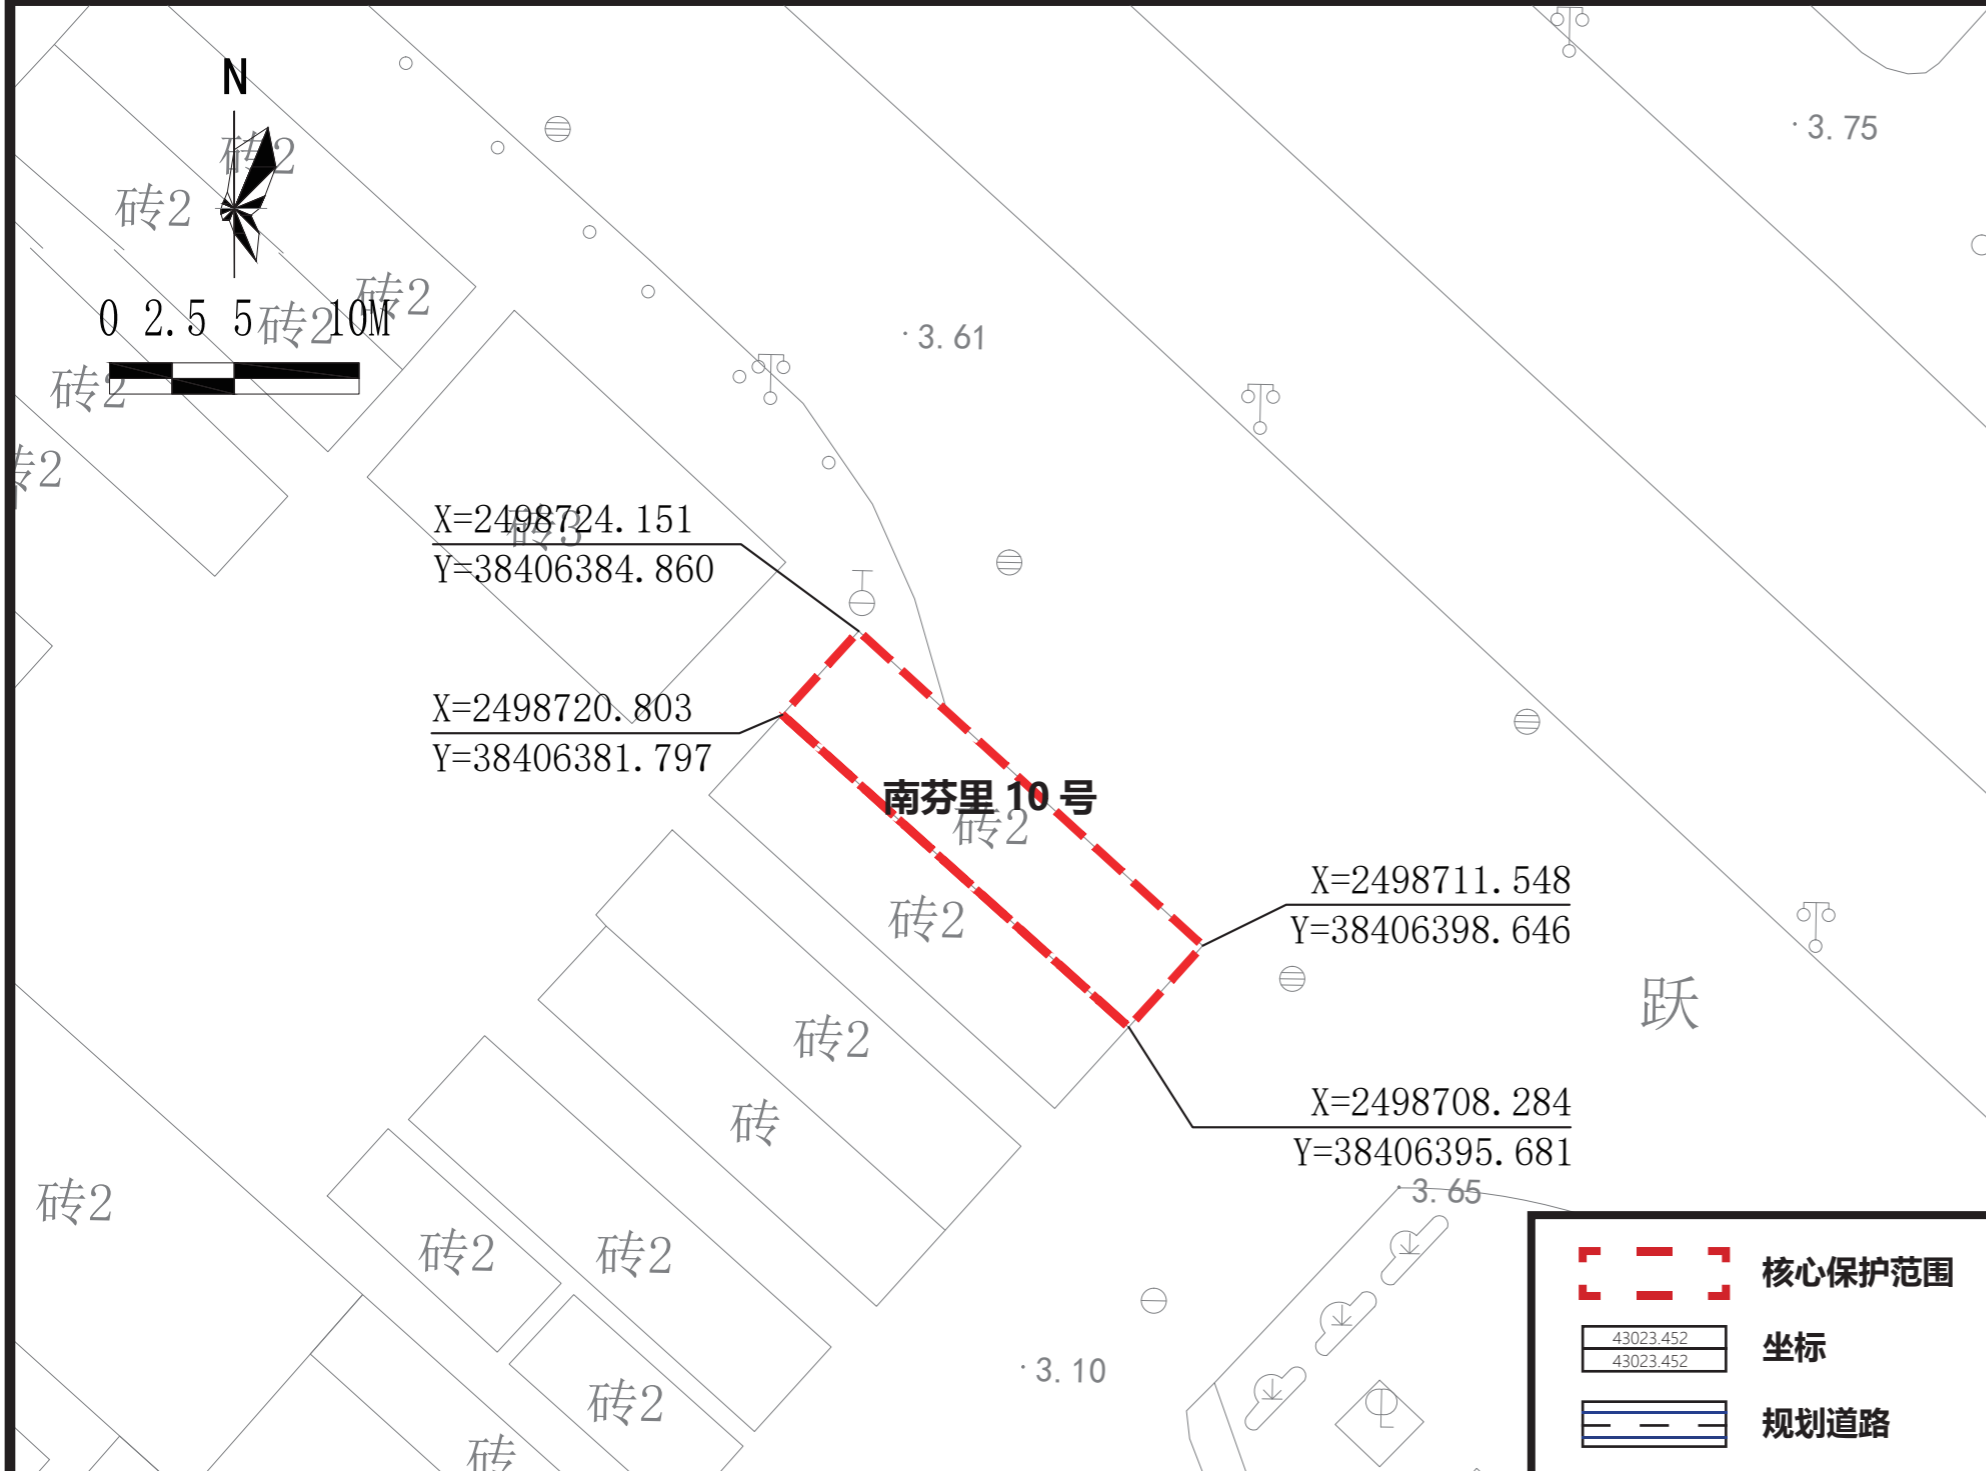 N
砖2
砖2
砖2
0 2.5 5 10M
砖2
砖2
砖2
3.75
3.61
砖3
X=2498724.151
Y=38406384.860
X=2498720.803
Y=38406381.797
南芬里 10 号
砖2
砖2
X=2498711.548
Y=38406398.646
跃
砖2
砖
X=2498708.284
Y=38406395.681
3.65
砖2
砖2
砖2
3.10
砖2
砖
核心保护范围
43023.452
43023.452
坐标
规划道路